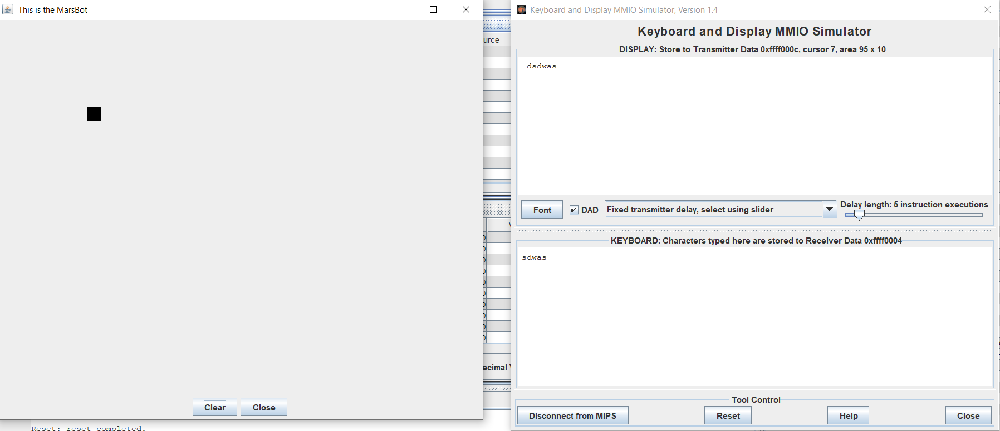 This is the MarsBot
Clear
Close
urce
ecimal V
Reset: reset completed.
Keyboard and Display MMIO Simulator, Version 1.4
Keyboard and Display MMIO Simulator
DISPLAY: Store to Transmitter Data 0xffff000c, cursor 7, area 95 x 10
dsdwas
Font
DAD
Fixed transmitter delay, select using slider
Delay length: 5 instruction executions
KEYBOARD: Characters typed here are stored to Receiver Data 0xffff0004
sdwas
Tool Control
Disconnect from MIPS
Reset
Help
Close